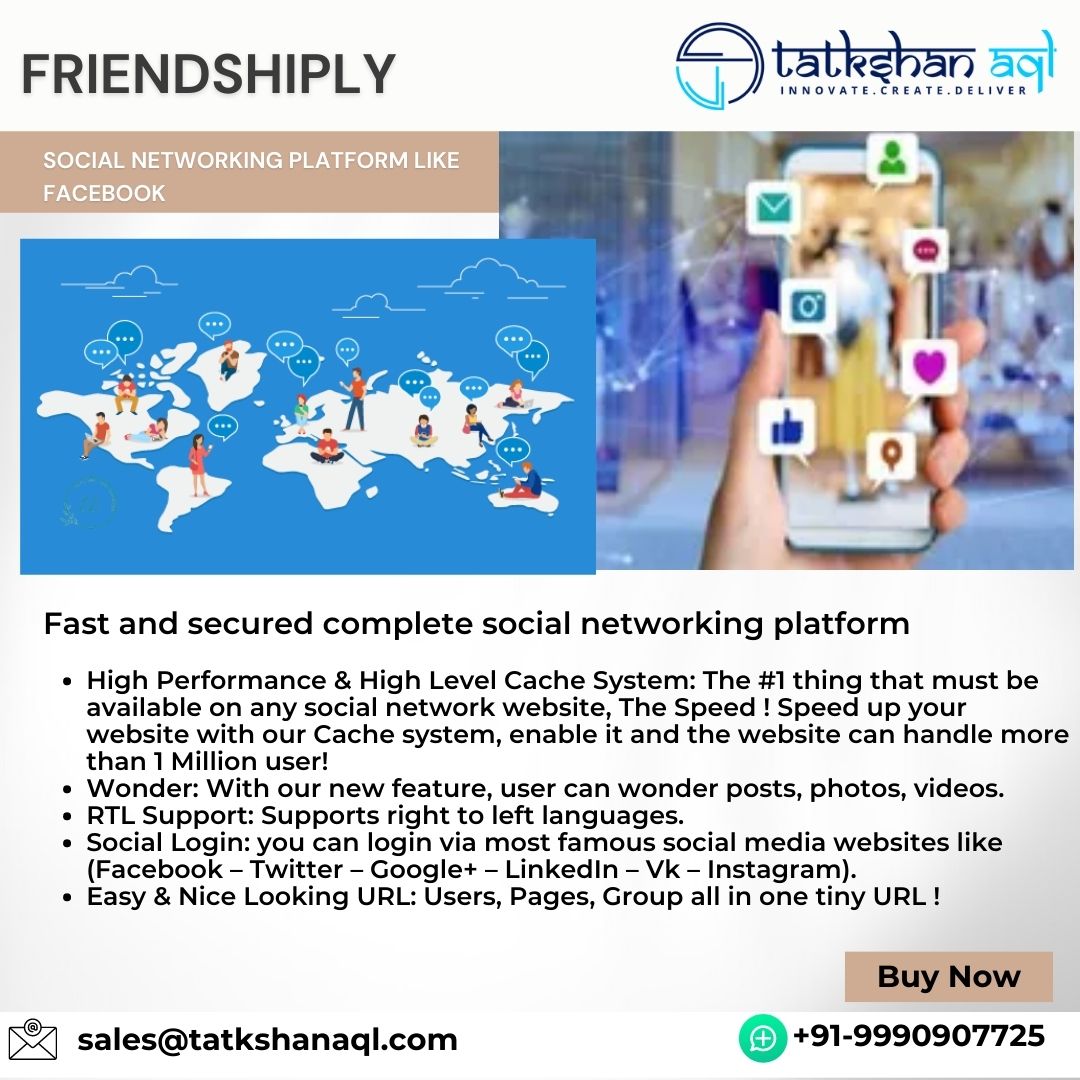 FRIENDSHIPLY
tatkshan aql
INNOVATE.CREATE.DELIVER
SOCIAL NETWORKING PLATFORM LIKE
FACEBOOK
Fast and secured complete social networking platform
• High Performance & High Level Cache System: The #1 thing that must be
available on any social network website, The Speed ! Speed up your
website with our Cache system, enable it and the website can handle more
than 1 Million user!
• Wonder: With our new feature, user can wonder posts, photos, videos.
• RTL Support: Supports right to left languages.
• Social Login: you can login via most famous social media websites like
(Facebook – Twitter – Google+ – LinkedIn – Vk – Instagram).
• Easy & Nice Looking URL: Users, Pages, Group all in one tiny URL !
Buy Now
sales@tatkshanaql.com
+91-9990907725